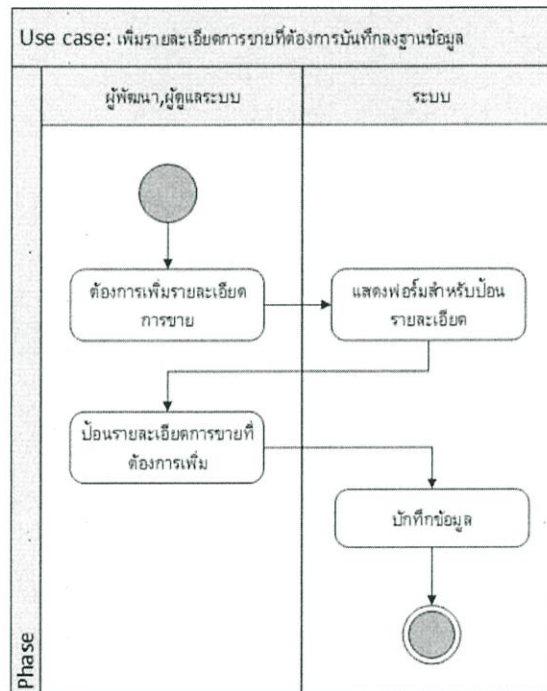 Use case: เพิ่มรายละเอียดการขายที่ต้องการบันทึกลงฐานข้อมูล
ผู้พัฒนา,ผู้ดูแลระบบ
ระบบ
ต้องการเพิ่มรายละเอียด
การขาย
แสดงฟอร์มสำหรับป้อน
รายละเอียด
ป้อนรายละเอียดการขายที่
ต้องการเพิ่ม
บักทึกข้อมูล
Phase